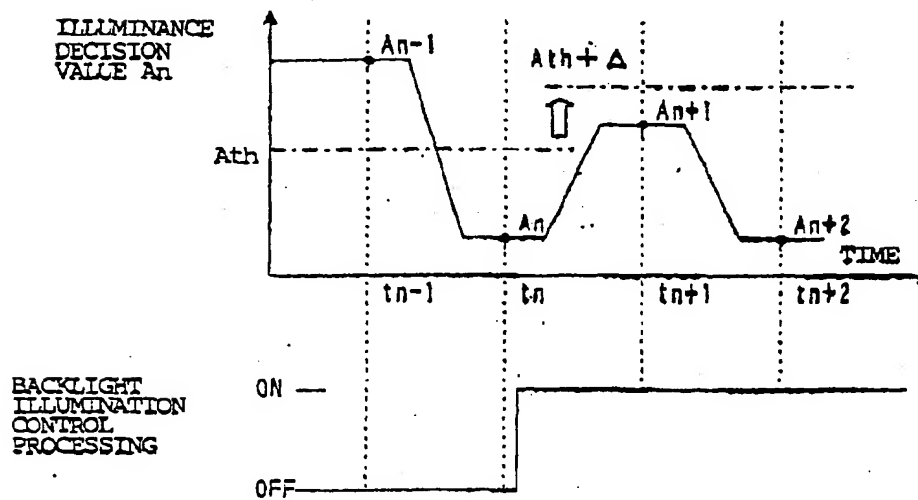 ILLUMINANCE
DECISION
VALUE An
An-1
Ath + Δ
An+1
Ath
An
An+2
TIME
tn-1
tn
tn+1
tn+2
BACKLIGHT
ILLUMINATION
CONTROL
PROCESSING
ON
OFF